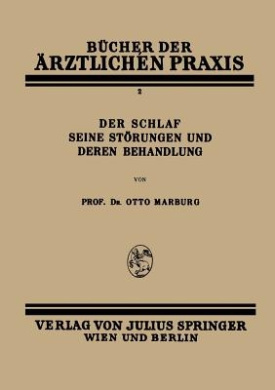 BÜCHER DER
ÄRZTLICHEN PRAXIS
2
DER SCHLAF
SEINE STÖRUNGEN UND
DEREN BEHANDLUNG
VON
PROF. DR. OTTO MARBURG
VERLAG VON JULIUS SPRINGER
WIEN UND BERLIN